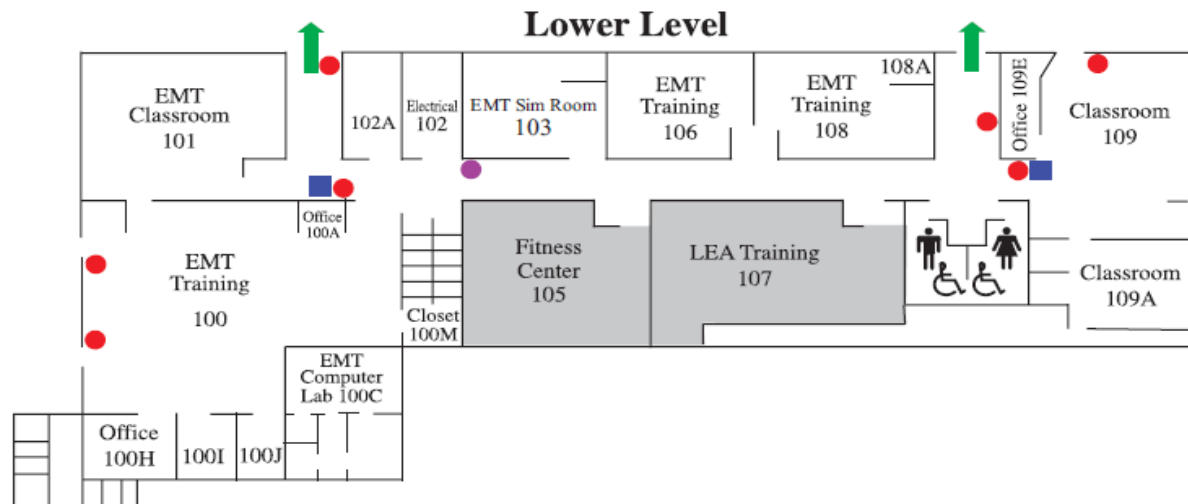 Lower Level
EMT
Classroom
101
102A
Electrical
102
EMT Sim Room
103
EMT
Training
106
EMT
Training
108
108A
Office 109E
Classroom
109
Office
100A
EMT
Training
100
Closet
100M
Fitness
Center
105
LEA Training
107
Classroom
109A
EMT
Computer
Lab 100C
Office
100H
100I
100J